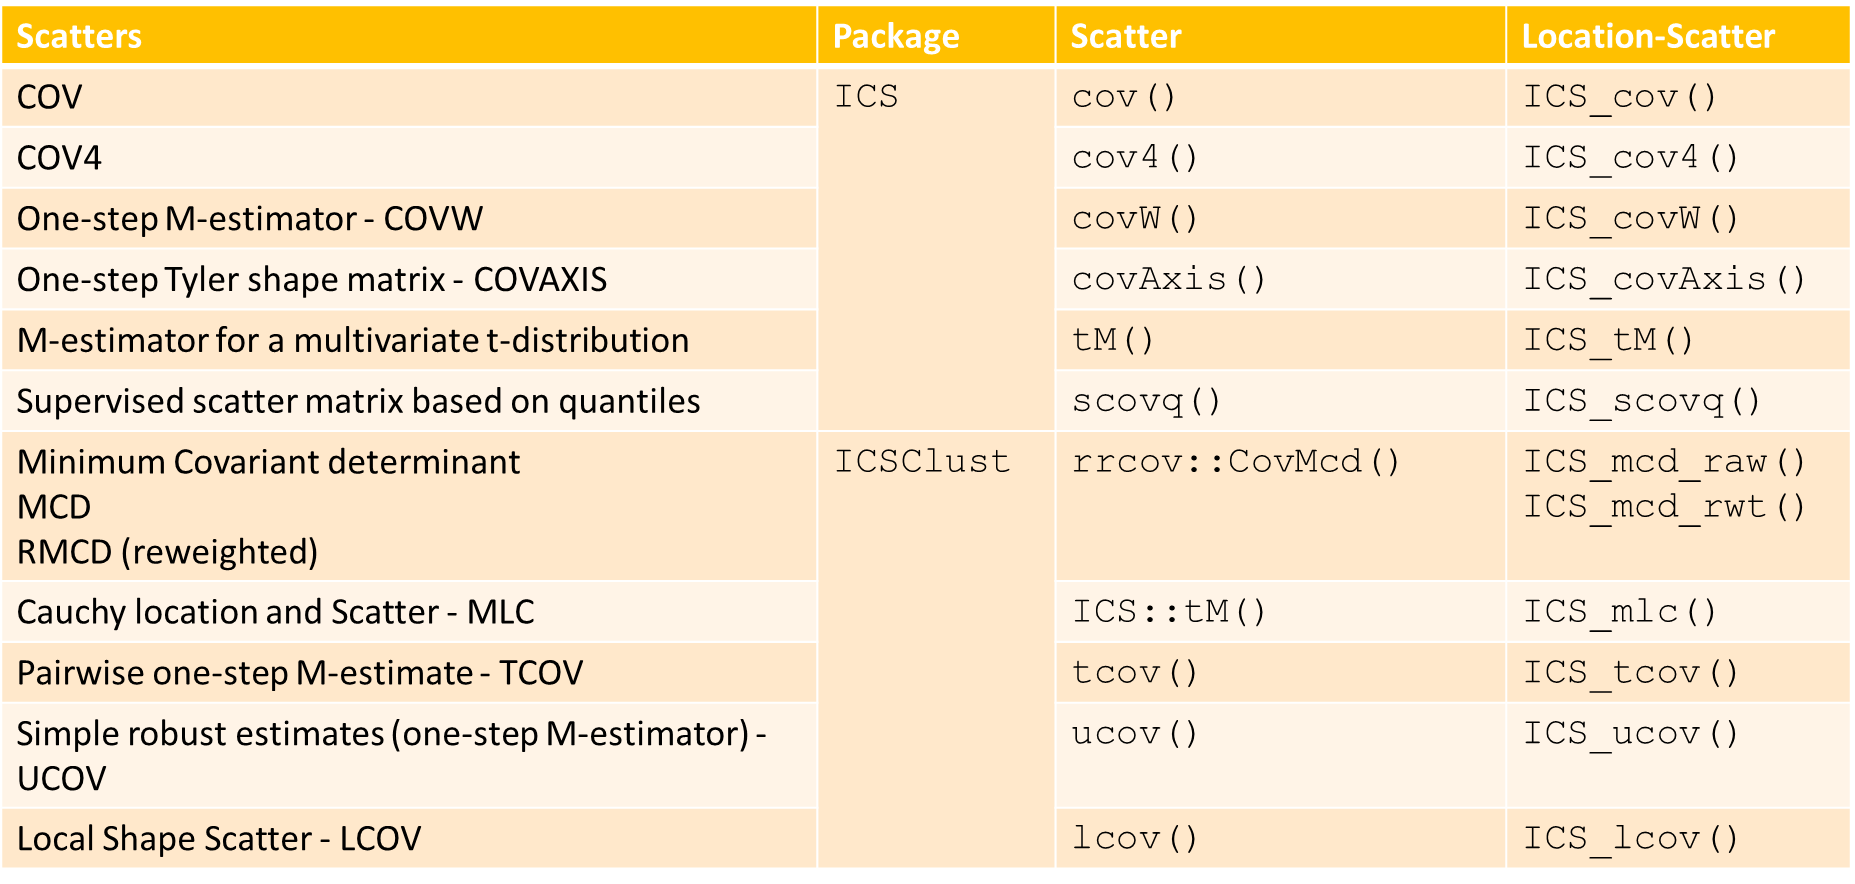 Scatters Package Scatter Location-Scatter
COV ICS cov() ICS_cov()
COV4 cov4() ICS_cov4()
One-step M-estimator - COVW covW() ICS_covW()
One-step Tyler shape matrix - COVAXIS covAxis() ICS_covAxis()
M-estimator for a multivariate t-distribution tM() ICS_tM()
Supervised scatter matrix based on quantiles scovq() ICS_scovq()
Minimum Covariant determinant ICSClust rrcov::CovMcd() ICS_mcd_raw()
MCD ICS_mcd_rwt()
RMCD (reweighted)
Cauchy location and Scatter - MLC ICS::tM() ICS_mlc()
Pairwise one-step M-estimate - TCOV tcov() ICS_tcov()
Simple robust estimates (one-step M-estimator) - ucov() ICS_ucov()
UCOV
Local Shape Scatter - LCOV lcov() ICS_lcov()